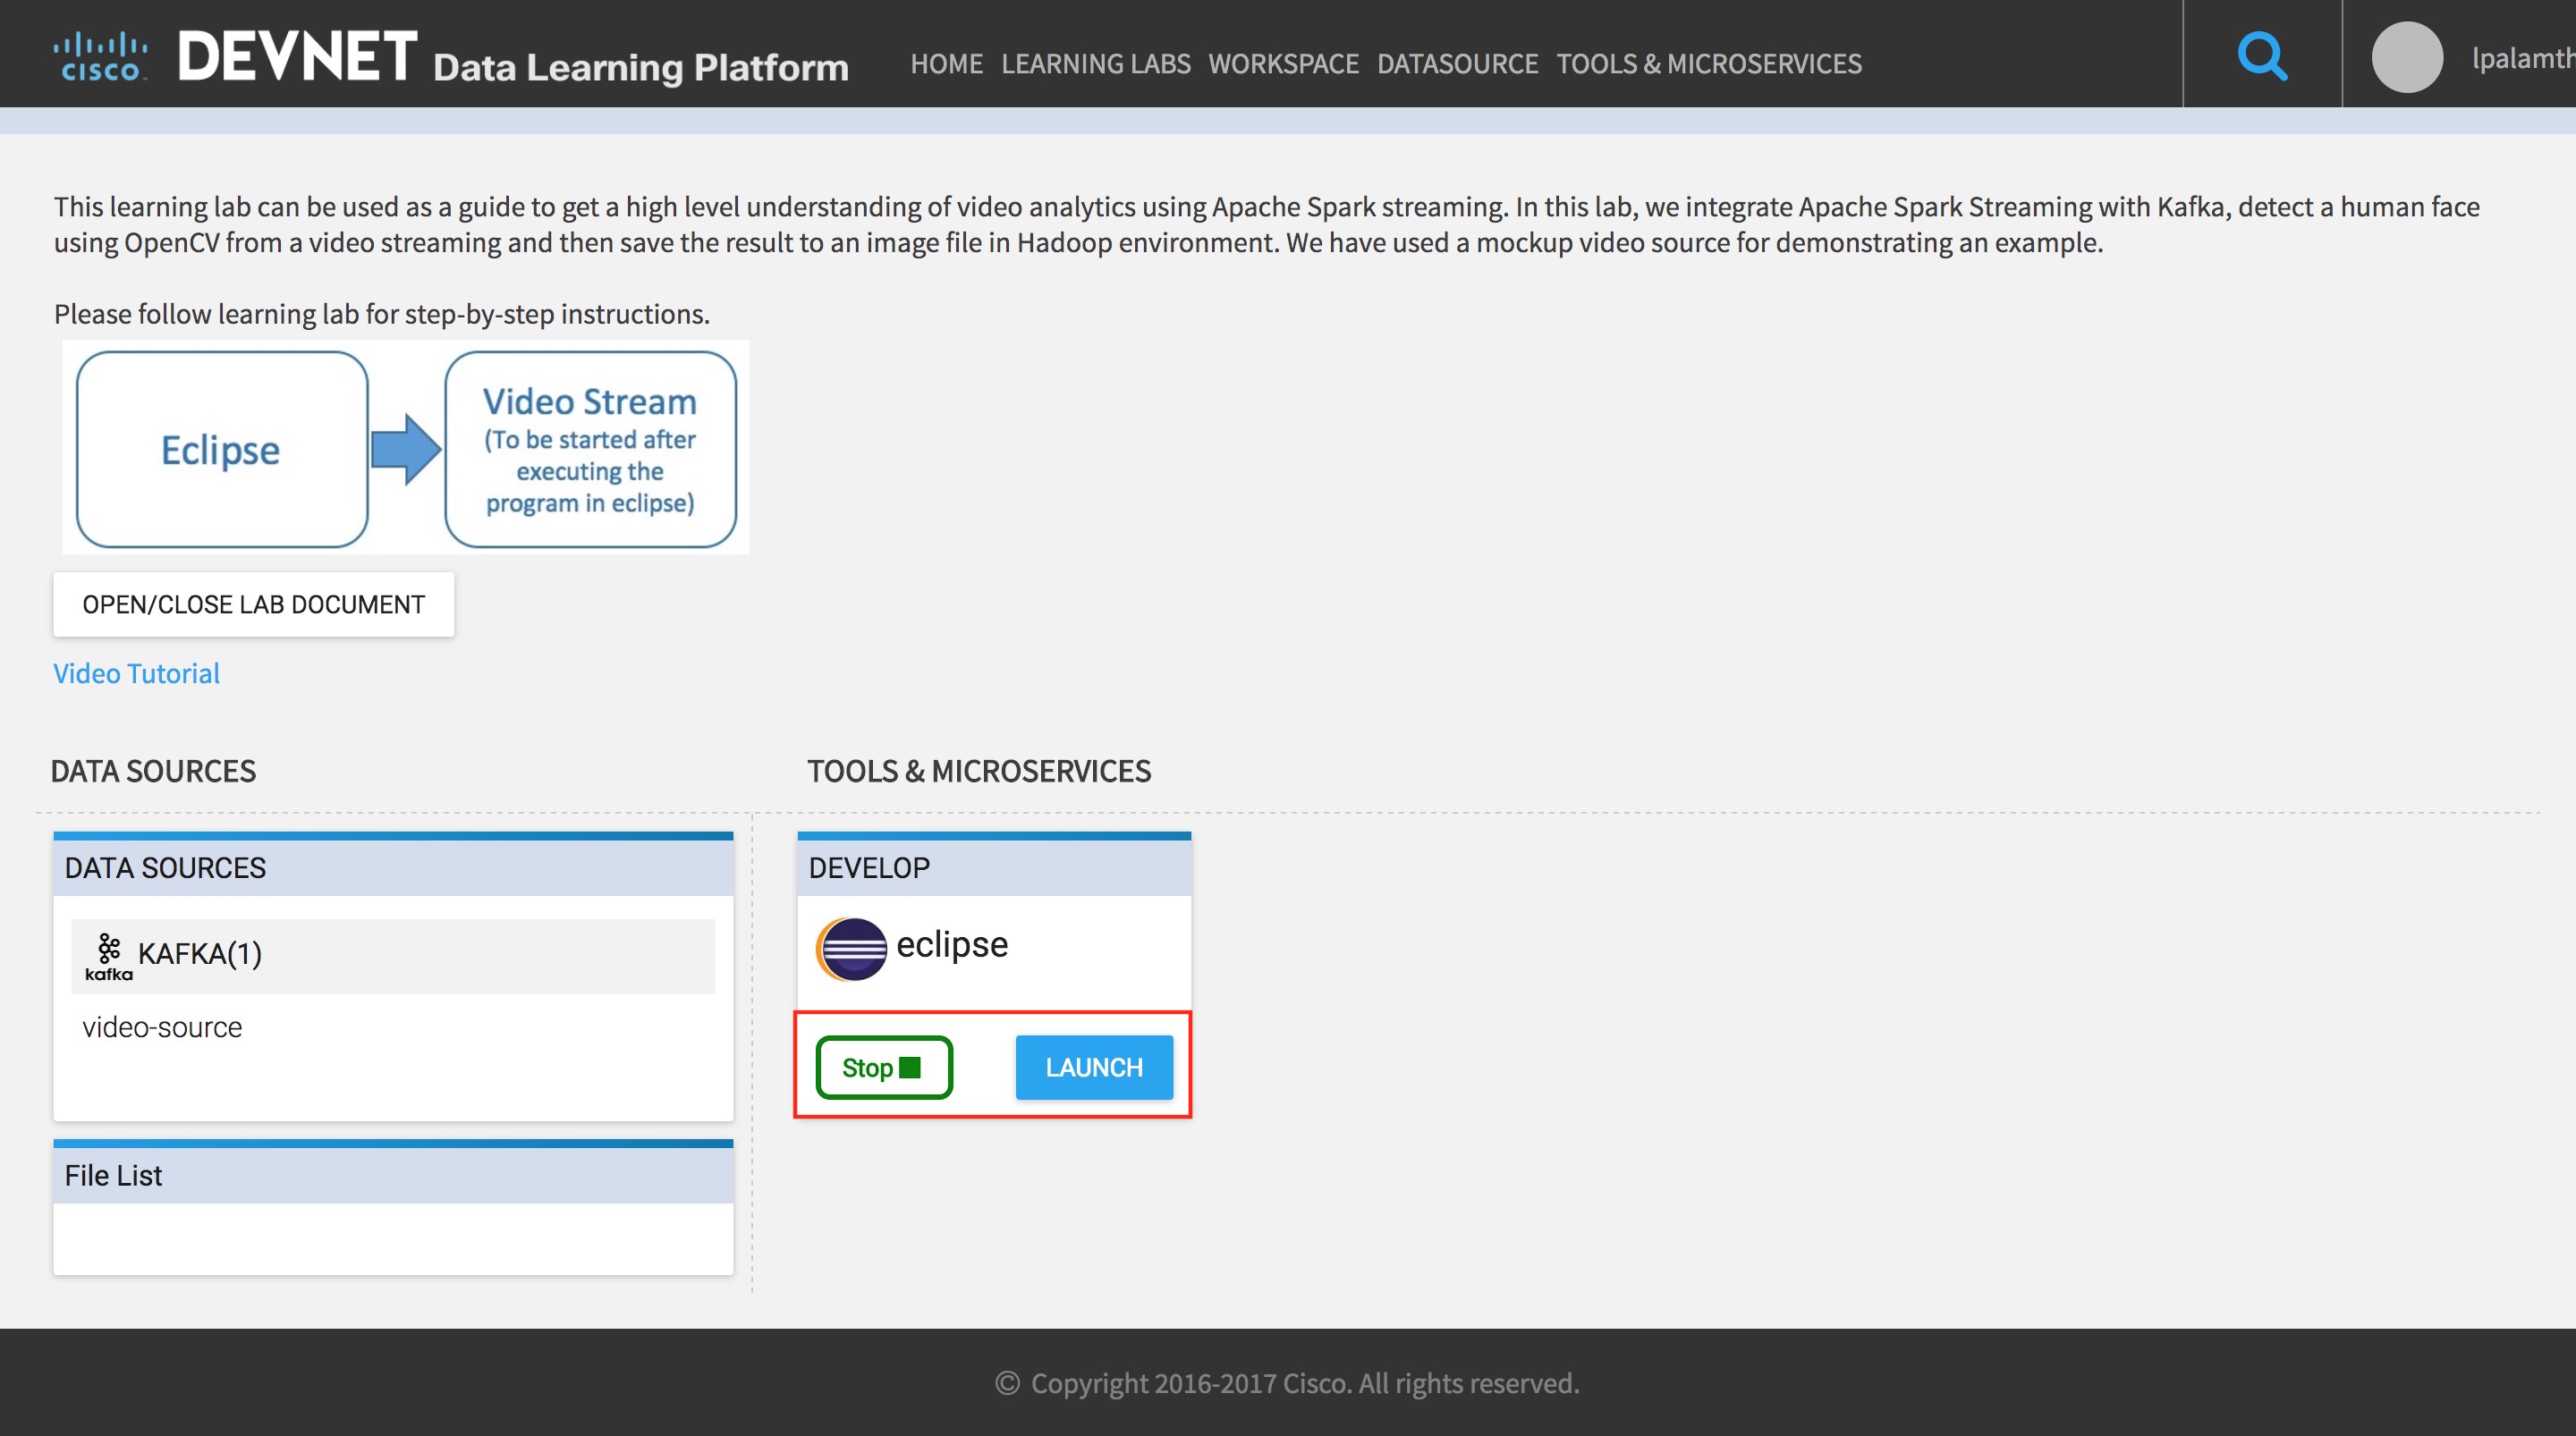 CISCO DEVNET Data Learning Platform HOME LEARNING LABS WORKSPACE DATASOURCE TOOLS & MICROSERVICES lpalamth
This learning lab can be used as a guide to get a high level understanding of video analytics using Apache Spark streaming. In this lab, we integrate Apache Spark Streaming with Kafka, detect a human face
using OpenCV from a video streaming and then save the result to an image file in Hadoop environment. We have used a mockup video source for demonstrating an example.
Please follow learning lab for step-by-step instructions.
Eclipse
Video Stream
(To be started after
executing the
program in eclipse)
OPEN/CLOSE LAB DOCUMENT
Video Tutorial
DATA SOURCES
TOOLS & MICROSERVICES
DATA SOURCES
kafka KAFKA(1)
video-source
File List
DEVELOP
eclipse
Stop LAUNCH
© Copyright 2016-2017 Cisco. All rights reserved.